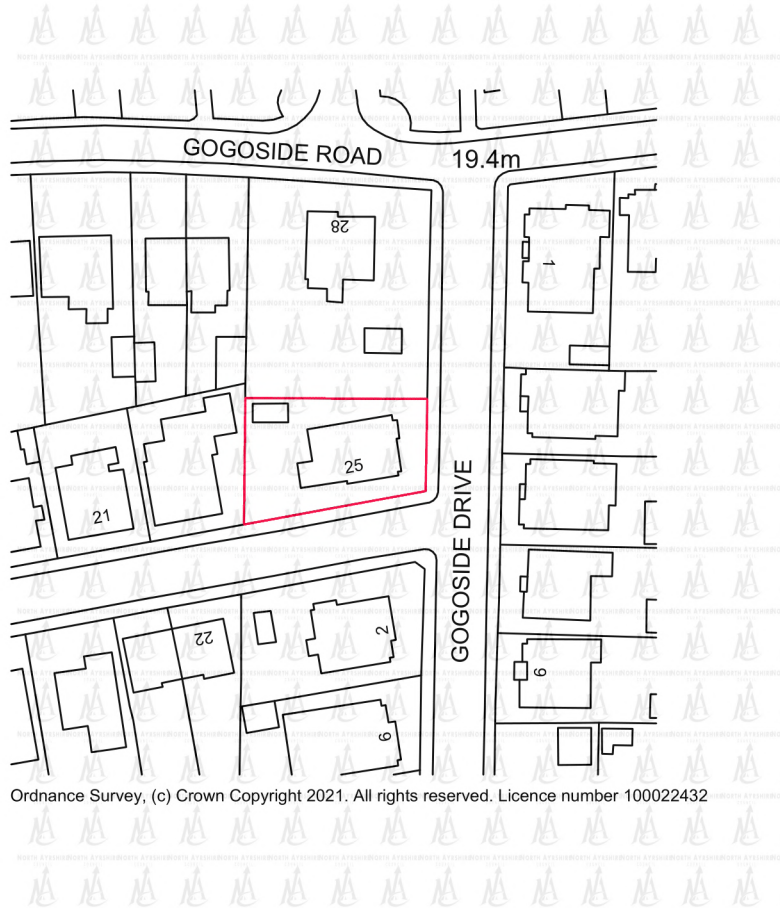 GOGOSIDE ROAD
19.4m
28
1
25
21
GOGOSIDE DRIVE
22
2
9
6
Ordnance Survey, (c) Crown Copyright 2021. All rights reserved. Licence number 100022432